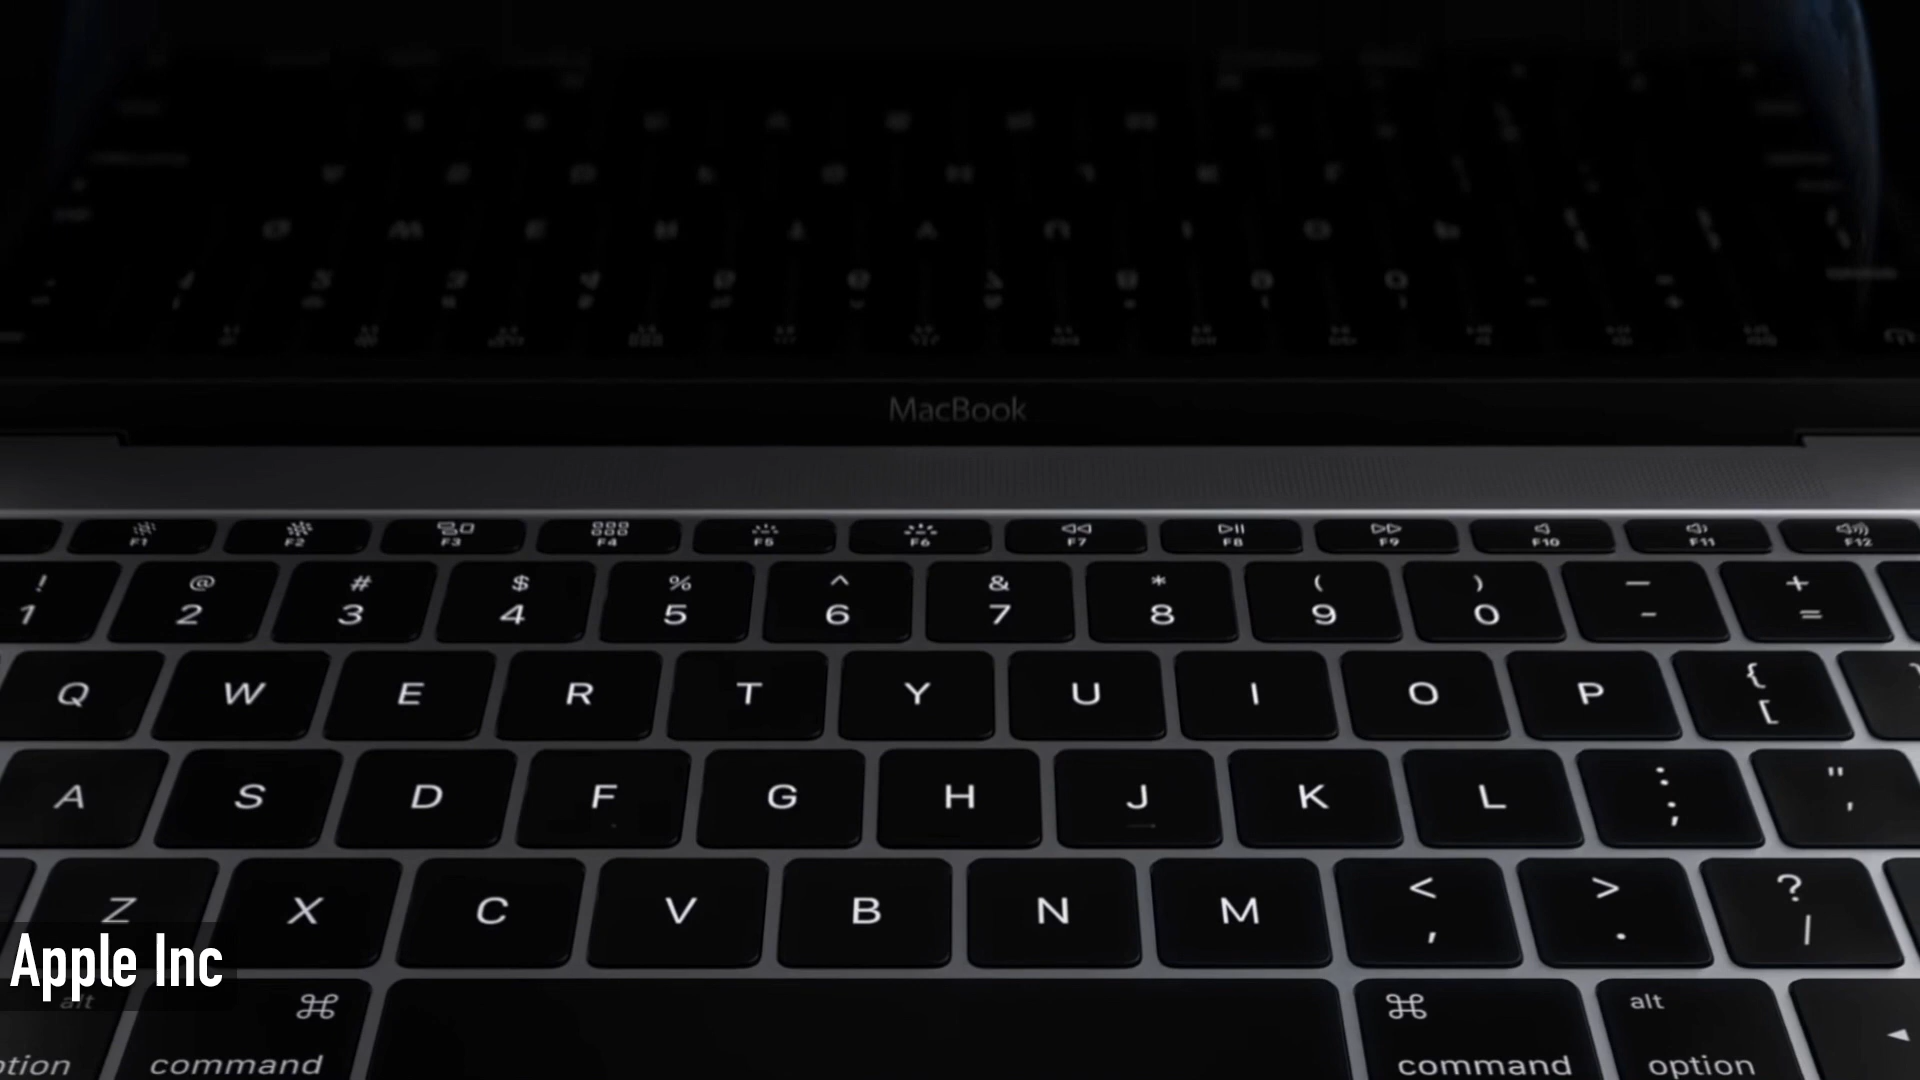 MacBook
F1 F2 F3 F4 F5 F6 F7 F8 F9 F10 F11 F12
! @ # $ % ^ & * ( ) — +
1 2 3 4 5 6 7 8 9 0 - =
Q W E R T Y U I O P { [
A S D F G H J K L : ; " '
Z X C V B N M < , > . ? /
Apple Inc
alt ⌘ ⌘ alt
command command option